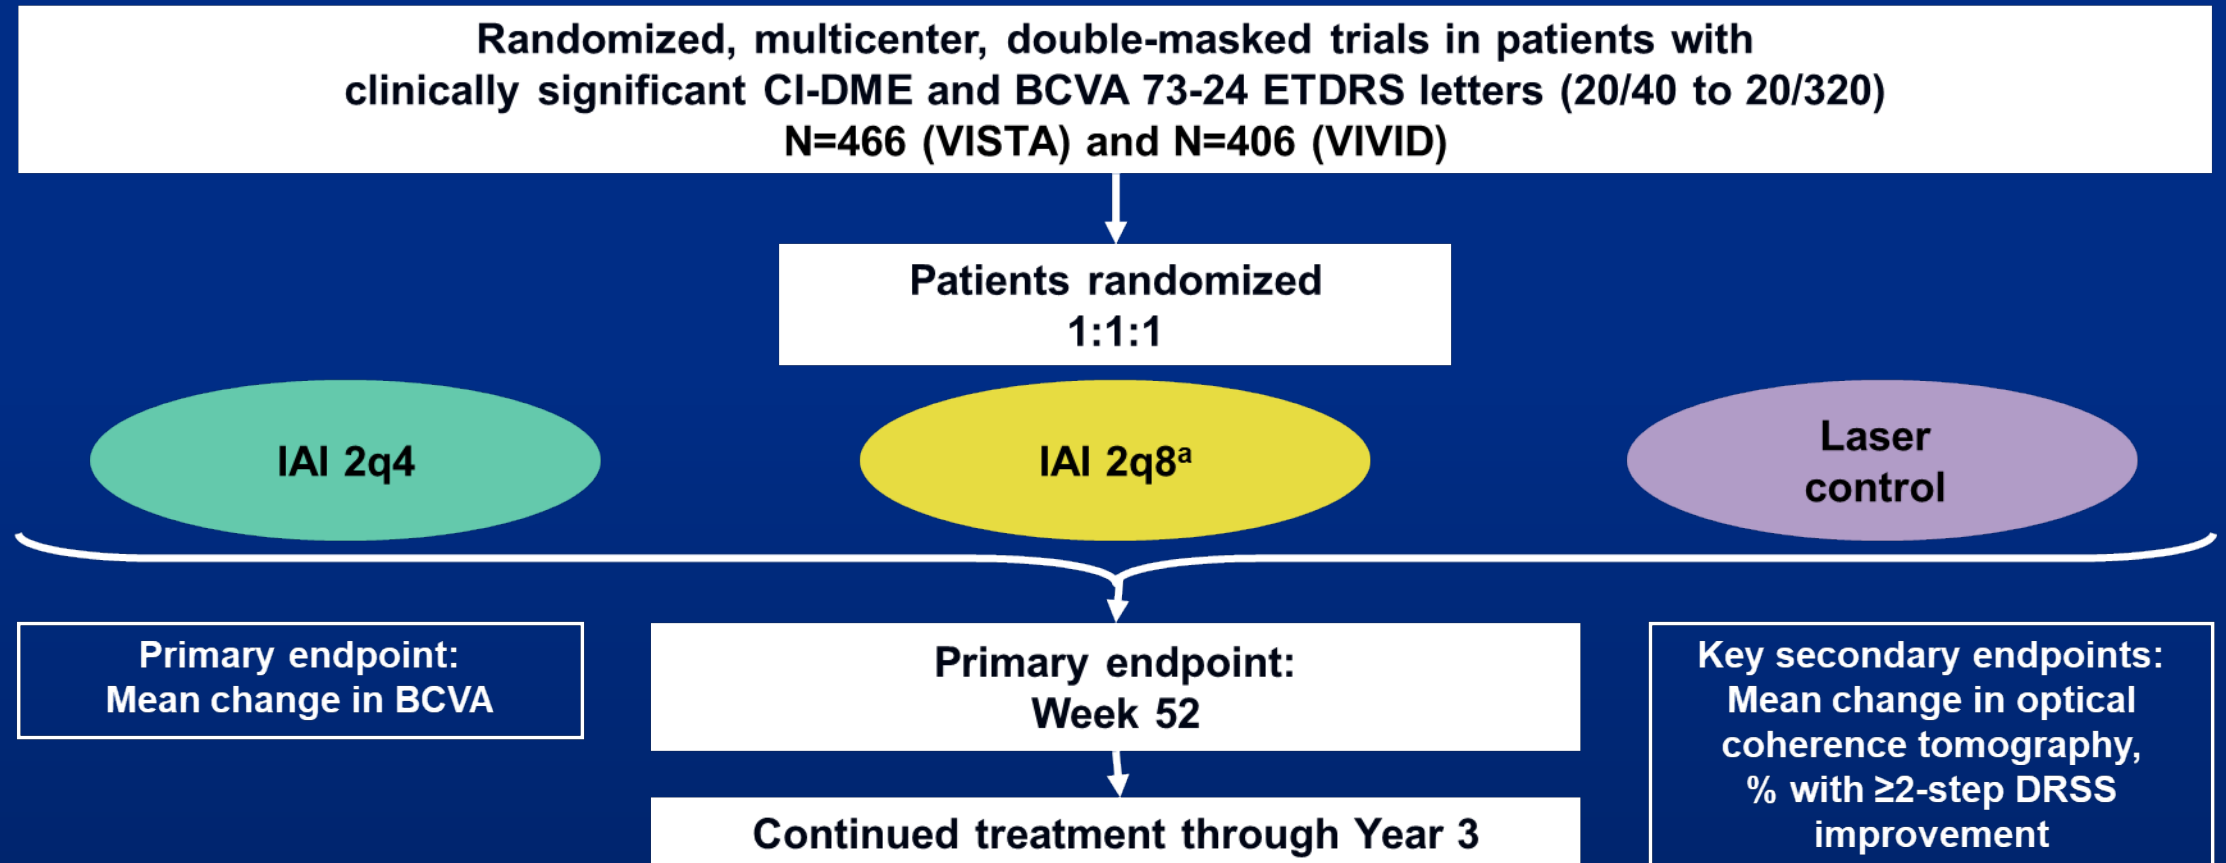 Randomized, multicenter, double-masked trials in patients with
clinically significant CI-DME and BCVA 73-24 ETDRS letters (20/40 to 20/320)
N=466 (VISTA) and N=406 (VIVID)
Patients randomized
1:1:1
IAI 2q4
IAI 2q8ᵃ
Laser
control
Primary endpoint:
Mean change in BCVA
Primary endpoint:
Week 52
Key secondary endpoints:
Mean change in optical
coherence tomography,
% with ≥2-step DRSS
improvement
Continued treatment through Year 3